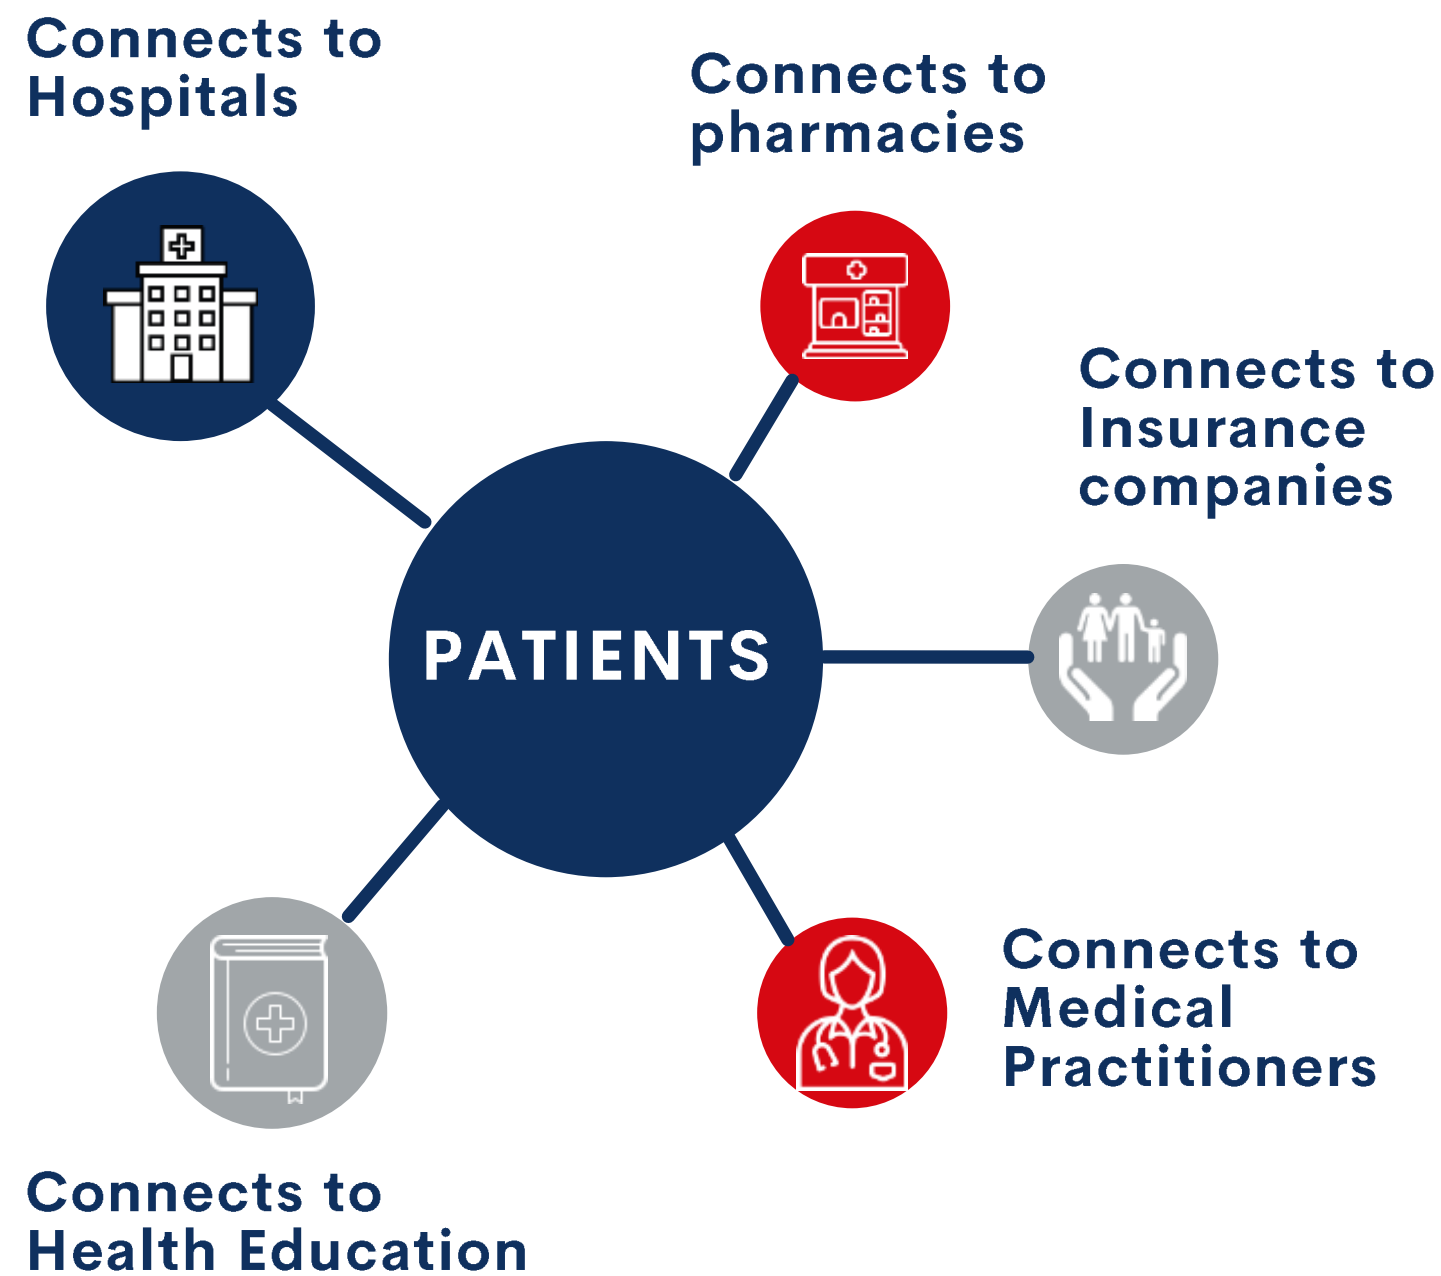 Connects to
Hospitals
Connects to
pharmacies
Connects to
Insurance
companies
PATIENTS
Connects to
Medical
Practitioners
Connects to
Health Education